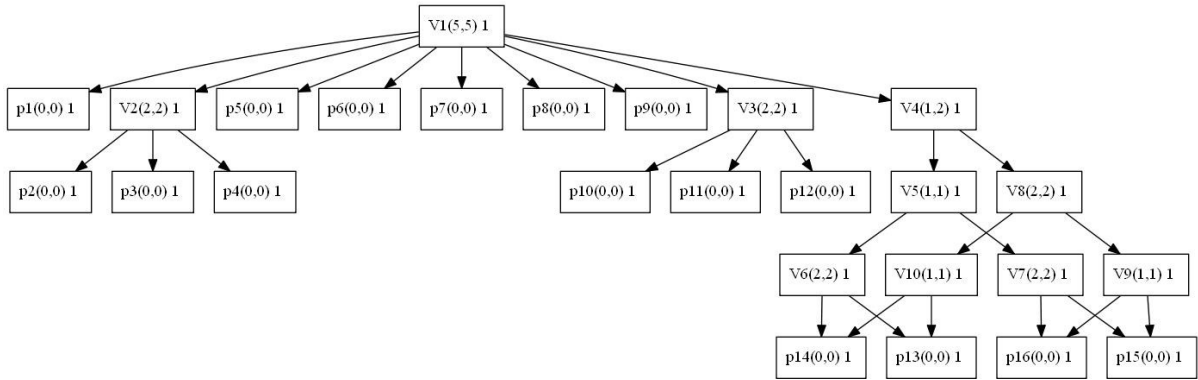 V1(5,5) 1
p1(0,0) 1
V2(2,2) 1
p5(0,0) 1
p6(0,0) 1
p7(0,0) 1
p8(0,0) 1
p9(0,0) 1
V3(2,2) 1
V4(1,2) 1
p2(0,0) 1
p3(0,0) 1
p4(0,0) 1
p10(0,0) 1
p11(0,0) 1
p12(0,0) 1
V5(1,1) 1
V8(2,2) 1
V6(2,2) 1
V10(1,1) 1
V7(2,2) 1
V9(1,1) 1
p14(0,0) 1
p13(0,0) 1
p16(0,0) 1
p15(0,0) 1